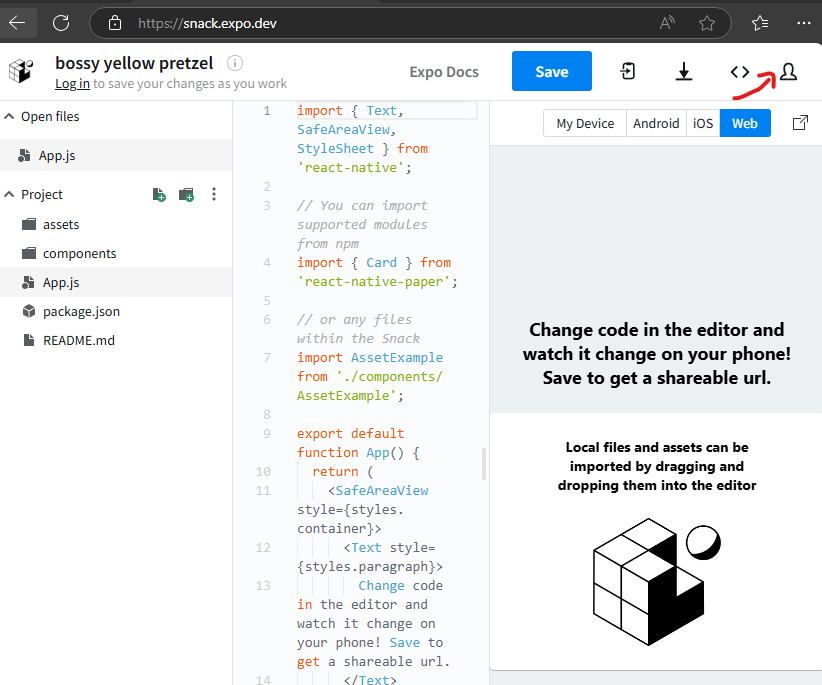 https://snack.expo.dev
bossy yellow pretzel
Log in to save your changes as you work
Expo Docs
Save
Open files
App.js
Project
assets
components
App.js
package.json
README.md
1 import { Text,
SafeAreaView,
StyleSheet } from
'react-native';
2
3 // You can import
supported modules
from npm
4 import { Card } from
'react-native-paper';
5
6 // or any files
within the Snack
7 import AssetExample
from './components/
AssetExample';
8
9 export default
function App() {
10 return (
11 <SafeAreaView
style={styles.
container}>
12 <Text style=
{styles.paragraph}>
13 Change code
in the editor and
watch it change on
your phone! Save to
get a shareable url.
14 </Text>
My Device Android iOS Web
Change code in the editor and
watch it change on your phone!
Save to get a shareable url.
Local files and assets can be
imported by dragging and
dropping them into the editor